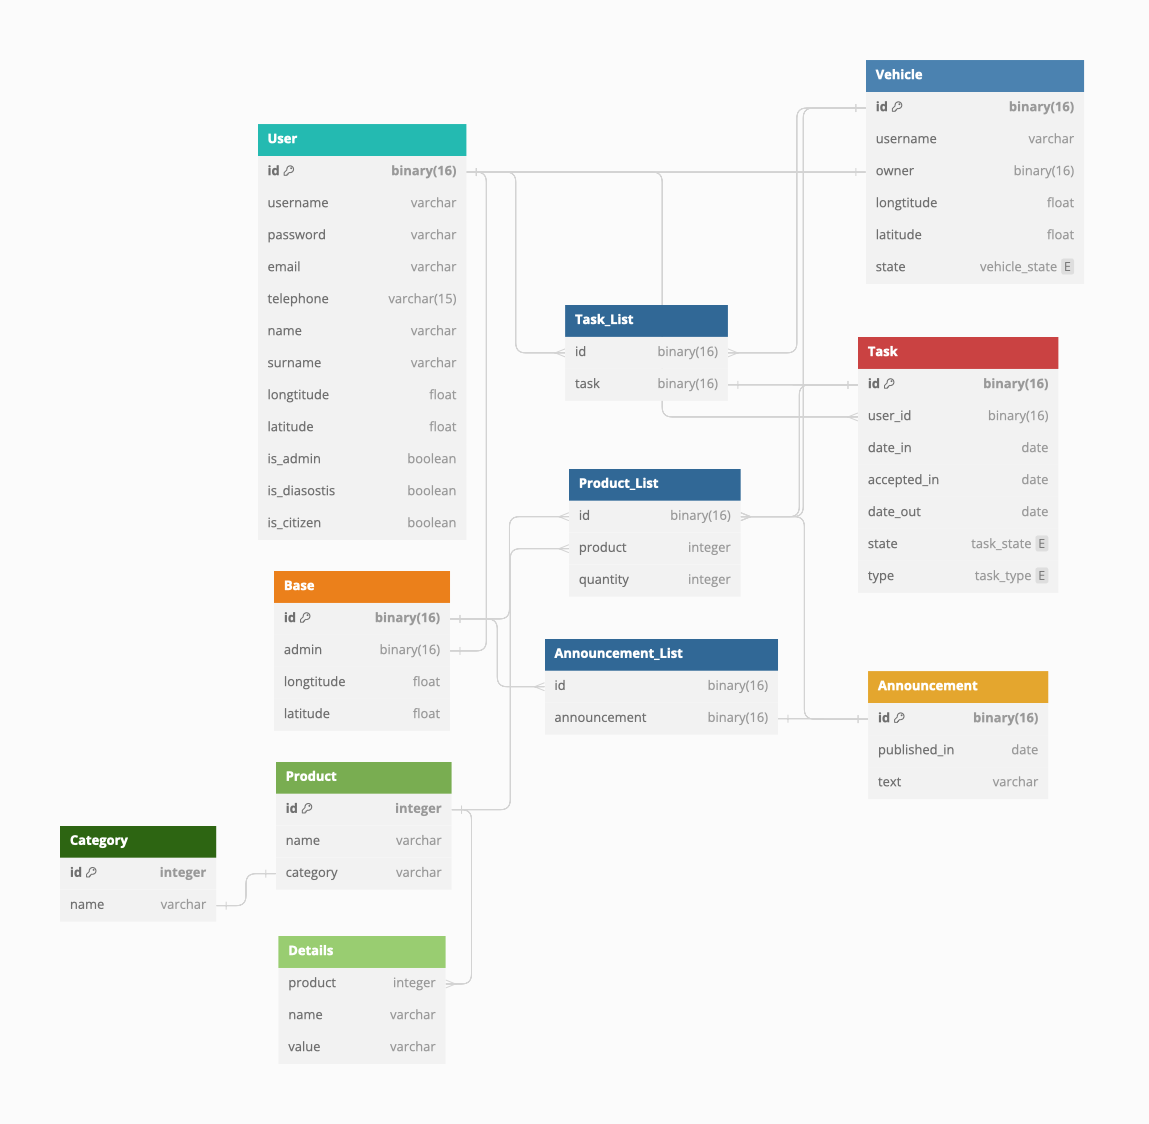 Vehicle
id binary(16)
username varchar
owner binary(16)
longtitude float
latitude float
state vehicle_state E
User
id binary(16)
username varchar
password varchar
email varchar
telephone varchar(15)
name varchar
surname varchar
longtitude float
latitude float
is_admin boolean
is_diasostis boolean
is_citizen boolean
Task_List
id binary(16)
task binary(16)
Task
id binary(16)
user_id binary(16)
date_in date
accepted_in date
date_out date
state task_state E
type task_type E
Product_List
id binary(16)
product integer
quantity integer
Base
id binary(16)
admin binary(16)
longtitude float
latitude float
Announcement_List
id binary(16)
announcement binary(16)
Announcement
id binary(16)
published_in date
text varchar
Product
id integer
name varchar
category varchar
Category
id integer
name varchar
Details
product integer
name varchar
value varchar